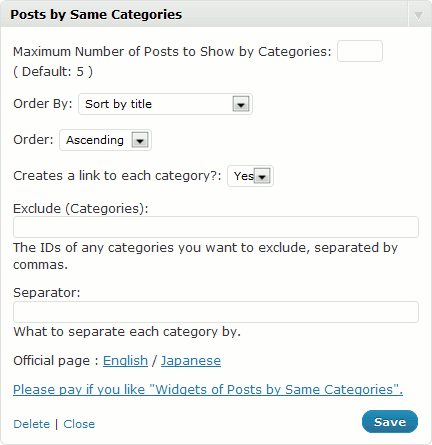 Posts by Same Categories
Maximum Number of Posts to Show by Categories:
( Default: 5 )
Order By: Sort by title
Order: Ascending
Creates a link to each category?: Yes
Exclude (Categories):
The IDs of any categories you want to exclude, separated by
commas.
Separator:
What to separate each category by.
Official page : English / Japanese
Please pay if you like "Widgets of Posts by Same Categories".
Delete | Close Save